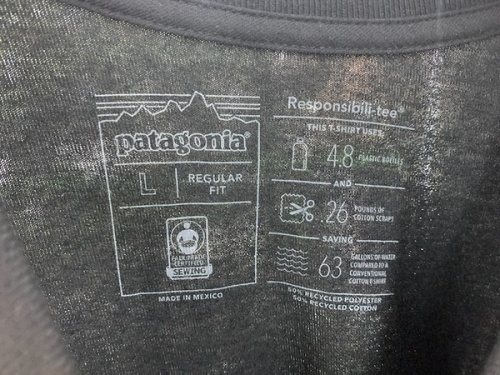 patagonia®
L
REGULAR
FIT
FAIR TRADE
CERTIFIED
SEWING
MADE IN MEXICO
Responsibili-tee®
THIS T-SHIRT USES
4.8 PLASTIC BOTTLES
AND
.26 POUNDS OF
COTTON SCRAPS
SAVING
63 GALLONS OF WATER
COMPARED TO A
CONVENTIONAL
COTTON T-SHIRT
50% RECYCLED POLYESTER
50% RECYCLED COTTON